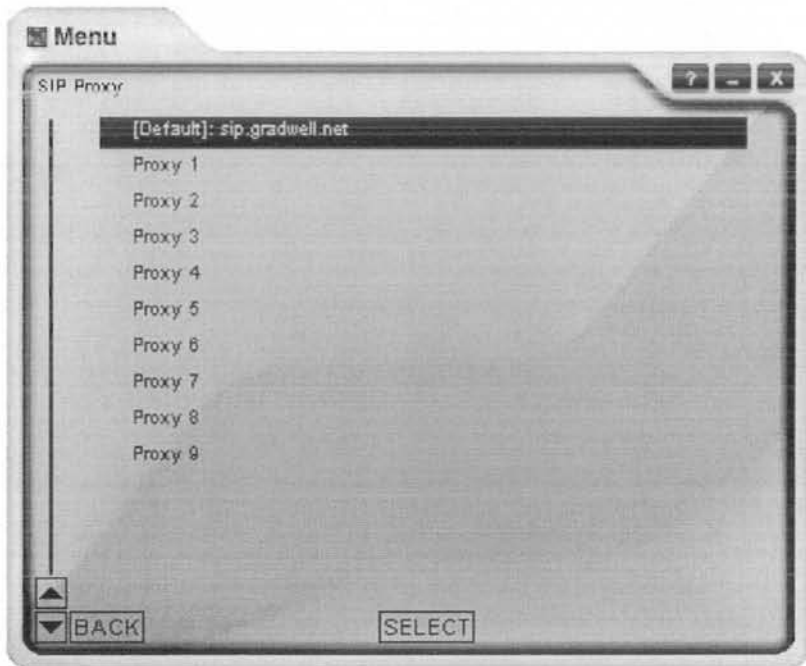 Menu
SIP Proxy
? – X
[Default]: sip.gradwell.net
Proxy 1
Proxy 2
Proxy 3
Proxy 4
Proxy 5
Proxy 6
Proxy 7
Proxy 8
Proxy 9
BACK SELECT